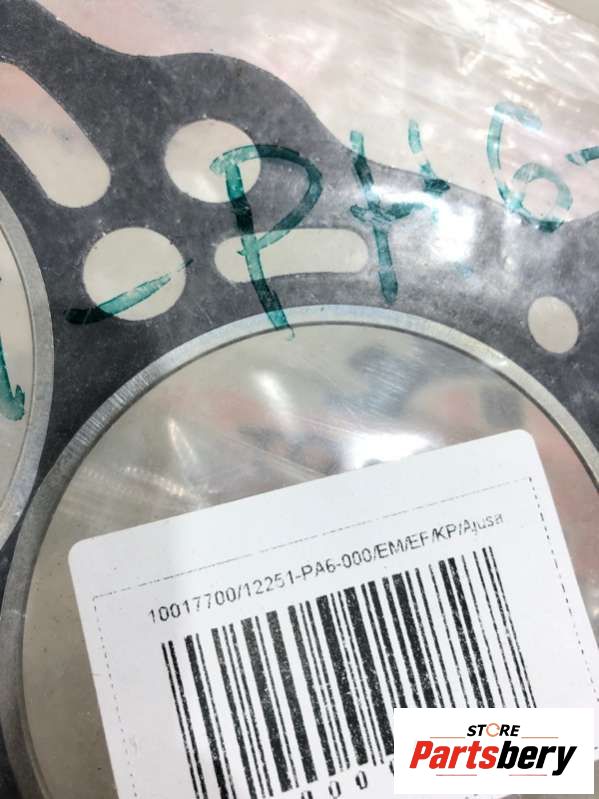 - PA6-
10017700/12251-PA6-000/EM/EF/KP/Ajusa
STORE
Partsbery